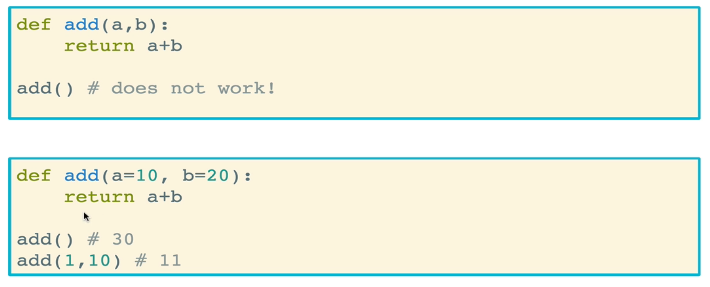 def add(a,b):
    return a+b
add() # does not work!
def add(a=10, b=20):
    return a+b
add() # 30
add(1,10) # 11